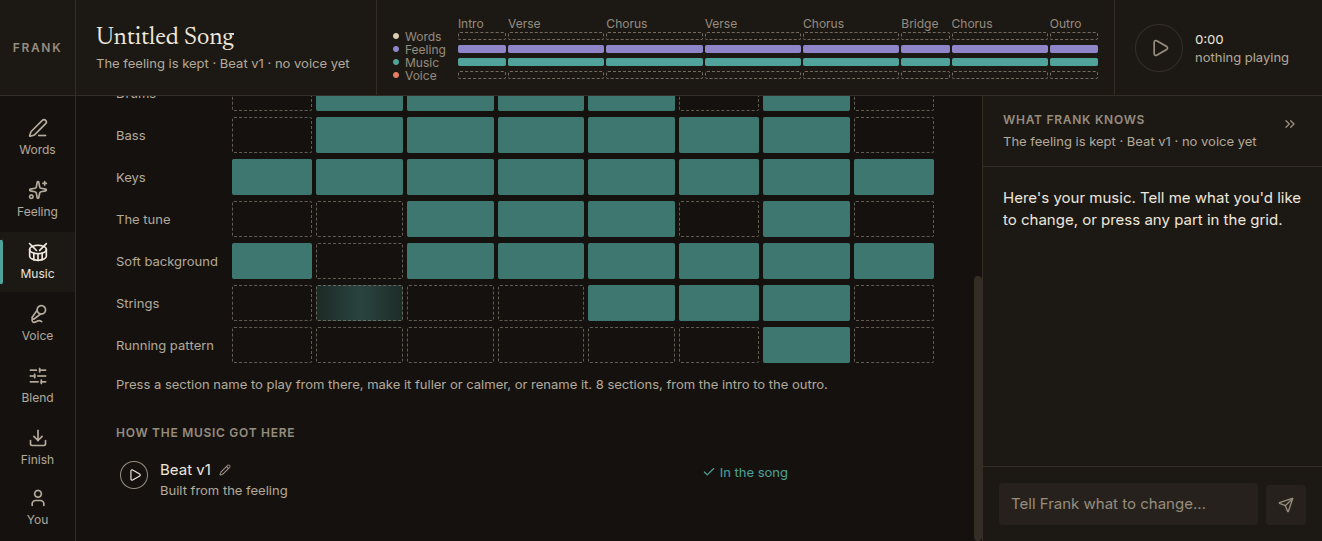 FRANK
Untitled Song
The feeling is kept · Beat v1 · no voice yet
Intro Verse Chorus Verse Chorus Bridge Chorus Outro
Words
Feeling
Music
Voice
0:00
nothing playing
Words
Feeling
Music
Voice
Blend
Finish
You
Drums
Bass
Keys
The tune
Soft background
Strings
Running pattern
Press a section name to play from there, make it fuller or calmer, or rename it. 8 sections, from the intro to the outro.
HOW THE MUSIC GOT HERE
Beat v1
Built from the feeling
In the song
WHAT FRANK KNOWS
The feeling is kept · Beat v1 · no voice yet
Here's your music. Tell me what you'd like
to change, or press any part in the grid.
Tell Frank what to change...